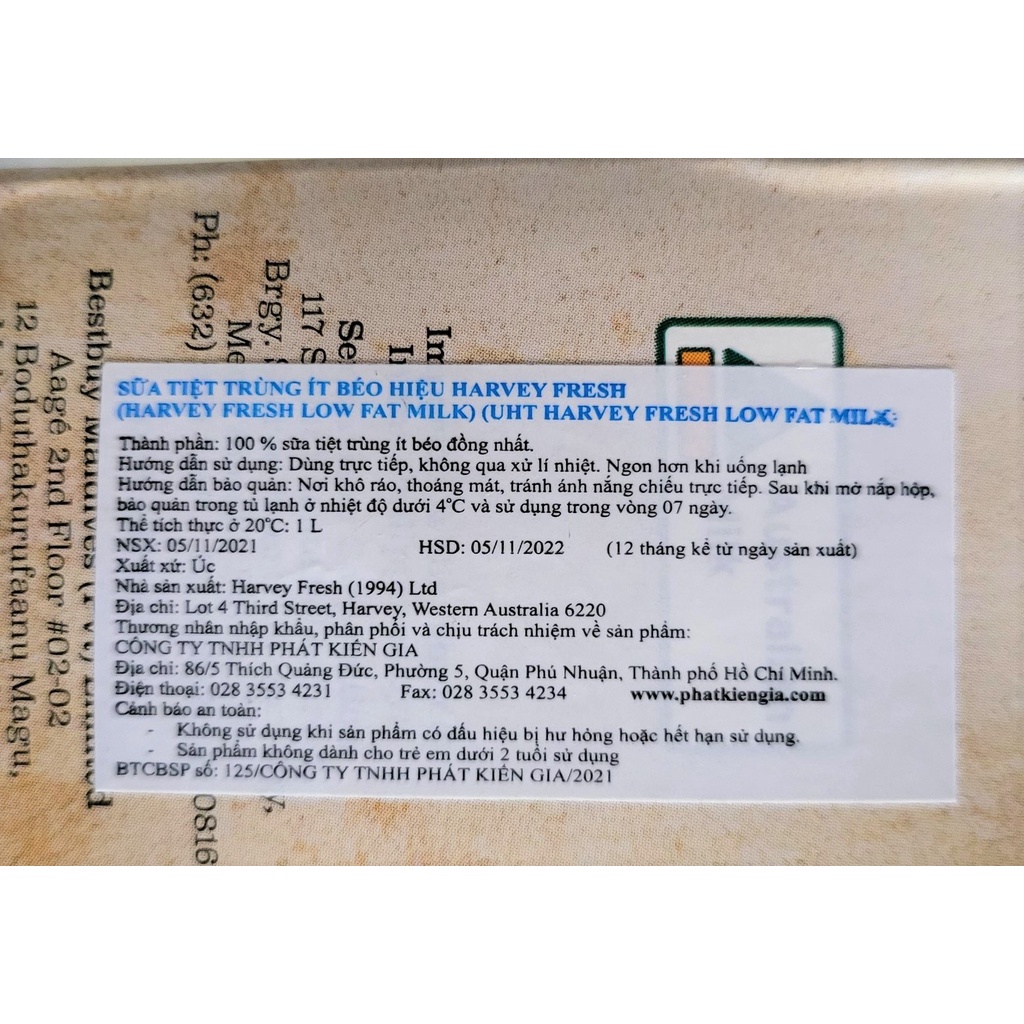 SỮA TIỆT TRÙNG ÍT BÉO HIỆU HARVEY FRESH
(HARVEY FRESH LOW FAT MILK) (UHT HARVEY FRESH LOW FAT MILK)
Thành phần: 100 % sữa tiệt trùng ít béo đồng nhất.
Hướng dẫn sử dụng: Dùng trực tiếp, không qua xử lí nhiệt. Ngon hơn khi uống lạnh
Hướng dẫn bảo quản: Nơi khô ráo, thoáng mát, tránh ánh nắng chiếu trực tiếp. Sau khi mở nắp hộp,
bảo quản trong tủ lạnh ở nhiệt độ dưới 4°C và sử dụng trong vòng 07 ngày.
Thể tích thực ở 20°C: 1 L
NSX: 05/11/2021 HSD: 05/11/2022 (12 tháng kể từ ngày sản xuất)
Xuất xứ: Úc
Nhà sản xuất: Harvey Fresh (1994) Ltd
Địa chỉ: Lot 4 Third Street, Harvey, Western Australia 6220
Thương nhân nhập khẩu, phân phối và chịu trách nhiệm về sản phẩm:
CÔNG TY TNHH PHÁT KIẾN GIA
Địa chỉ: 86/5 Thích Quảng Đức, Phường 5, Quận Phú Nhuận, Thành phố Hồ Chí Minh.
Điện thoại: 028 3553 4231 Fax: 028 3553 4234 www.phatkiengia.com
Cảnh báo an toàn:
- Không sử dụng khi sản phẩm có dấu hiệu bị hư hỏng hoặc hết hạn sử dụng.
- Sản phẩm không dành cho trẻ em dưới 2 tuổi sử dụng
BTCBSP số: 125/CÔNG TY TNHH PHÁT KIẾN GIA/2021
117 S
Brgy.
Ph: (632) 0816
Bestbuy Maldives
Aagé 2nd Floor #02-02
12 Boduthakurufaanu Magu,